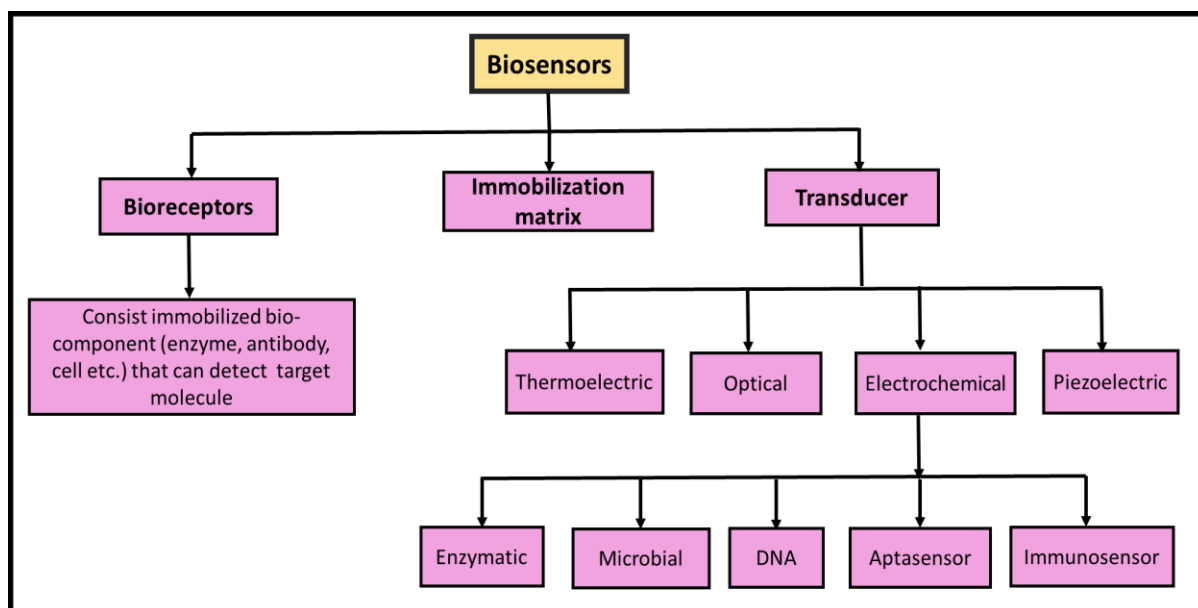 Biosensors
Bioreceptors
Immobilization
matrix
Transducer
Consist immobilized bio-
component (enzyme, antibody,
cell etc.) that can detect  target
molecule
Thermoelectric
Optical
Electrochemical
Piezoelectric
Enzymatic
Microbial
DNA
Aptasensor
Immunosensor